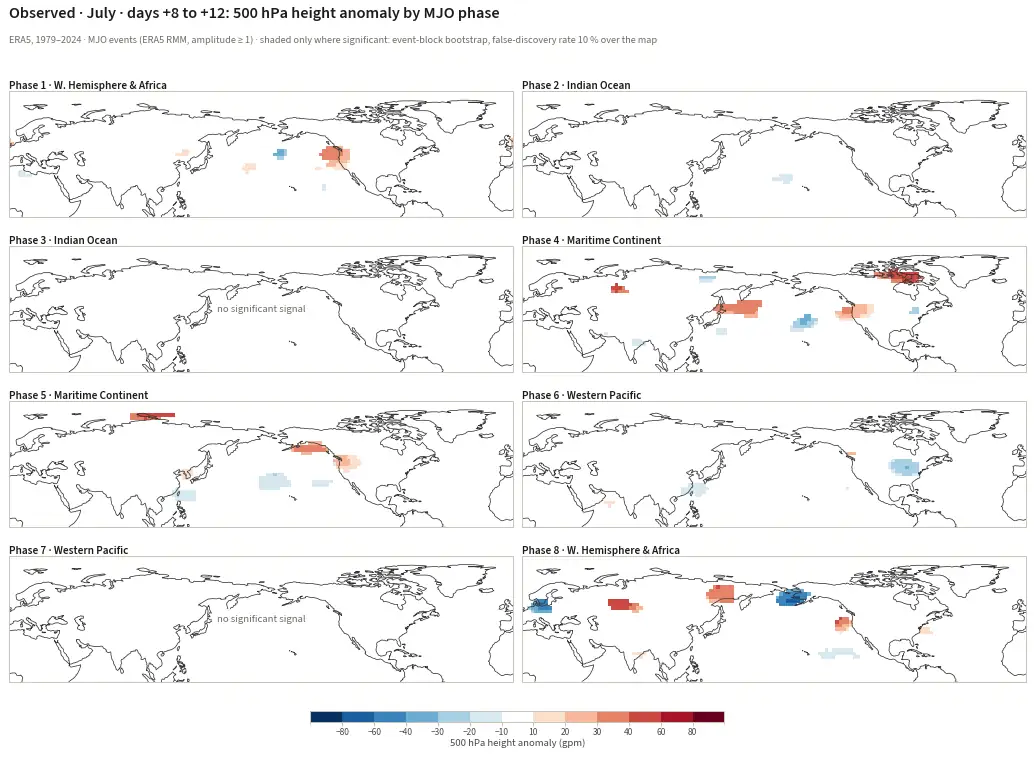 Observed · July · days +8 to +12: 500 hPa height anomaly by MJO phase
ERA5, 1979–2024 · MJO events (ERA5 RMM, amplitude ≥ 1) · shaded only where significant: event-block bootstrap, false-discovery rate 10 % over the map
Phase 1 · W. Hemisphere & Africa
Phase 2 · Indian Ocean
Phase 3 · Indian Ocean
no significant signal
Phase 4 · Maritime Continent
Phase 5 · Maritime Continent
Phase 6 · Western Pacific
Phase 7 · Western Pacific
no significant signal
Phase 8 · W. Hemisphere & Africa
−80 −60 −40 −30 −20 −10 10 20 30 40 60 80
500 hPa height anomaly (gpm)